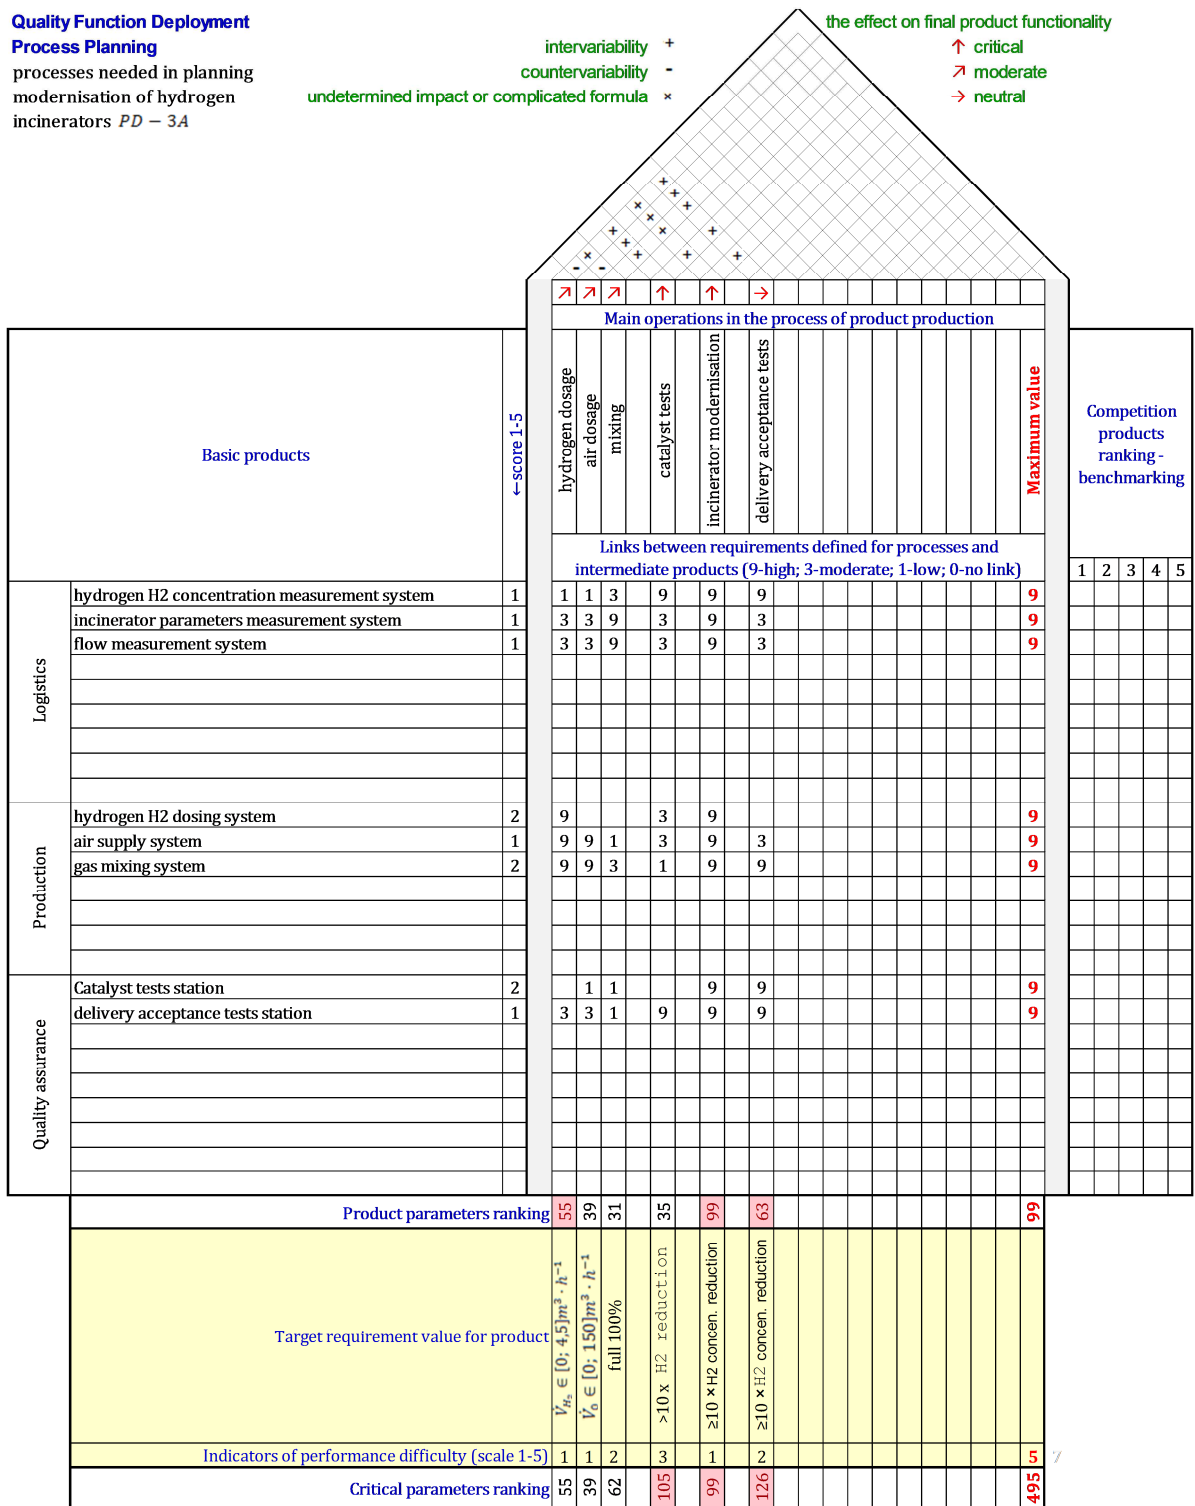 Quality Function Deployment
Process Planning
processes needed in planning
modernisation of hydrogen
incinerators PD − 3A
intervariability +
countervariability -
undetermined impact or complicated formula ×
the effect on final product functionality
↑ critical
↗ moderate
→ neutral
+
+
× +
×
+ × +
+
× + + +
- -
↗ ↗ ↗ ↑ ↑ →
Main operations in the process of product production
Basic products
←score 1-5
hydrogen dosage
air dosage
mixing
catalyst tests
incinerator modernisation
delivery acceptance tests
Maximum value
Competition
products
ranking -
benchmarking
Links between requirements defined for processes and
intermediate products (9-high; 3-moderate; 1-low; 0-no link)
1 2 3 4 5
Logistics
hydrogen H2 concentration measurement system 1 1 1 3 9 9 9 9
incinerator parameters measurement system 1 3 3 9 3 9 3 9
flow measurement system 1 3 3 9 3 9 3 9
Production
hydrogen H2 dosing system 2 9 3 9 9
air supply system 1 9 9 1 3 9 3 9
gas mixing system 2 9 9 3 1 9 9 9
Quality assurance
Catalyst tests station 2 1 1 9 9 9
delivery acceptance tests station 1 3 3 1 9 9 9 9
Product parameters ranking 55 39 31 35 99 63 99
Target requirement value for product
V̇H₂ ∈ [0; 4,5]m³ · h⁻¹
V̇0 ∈ [0; 150]m³ · h⁻¹
full 100%
>10 x H2 reduction
≥10 ×H2 concen. reduction
≥10 ×H2 concen. reduction
Indicators of performance difficulty (scale 1-5) 1 1 2 3 1 2 5 7
Critical parameters ranking 55 39 62 105 99 126 495